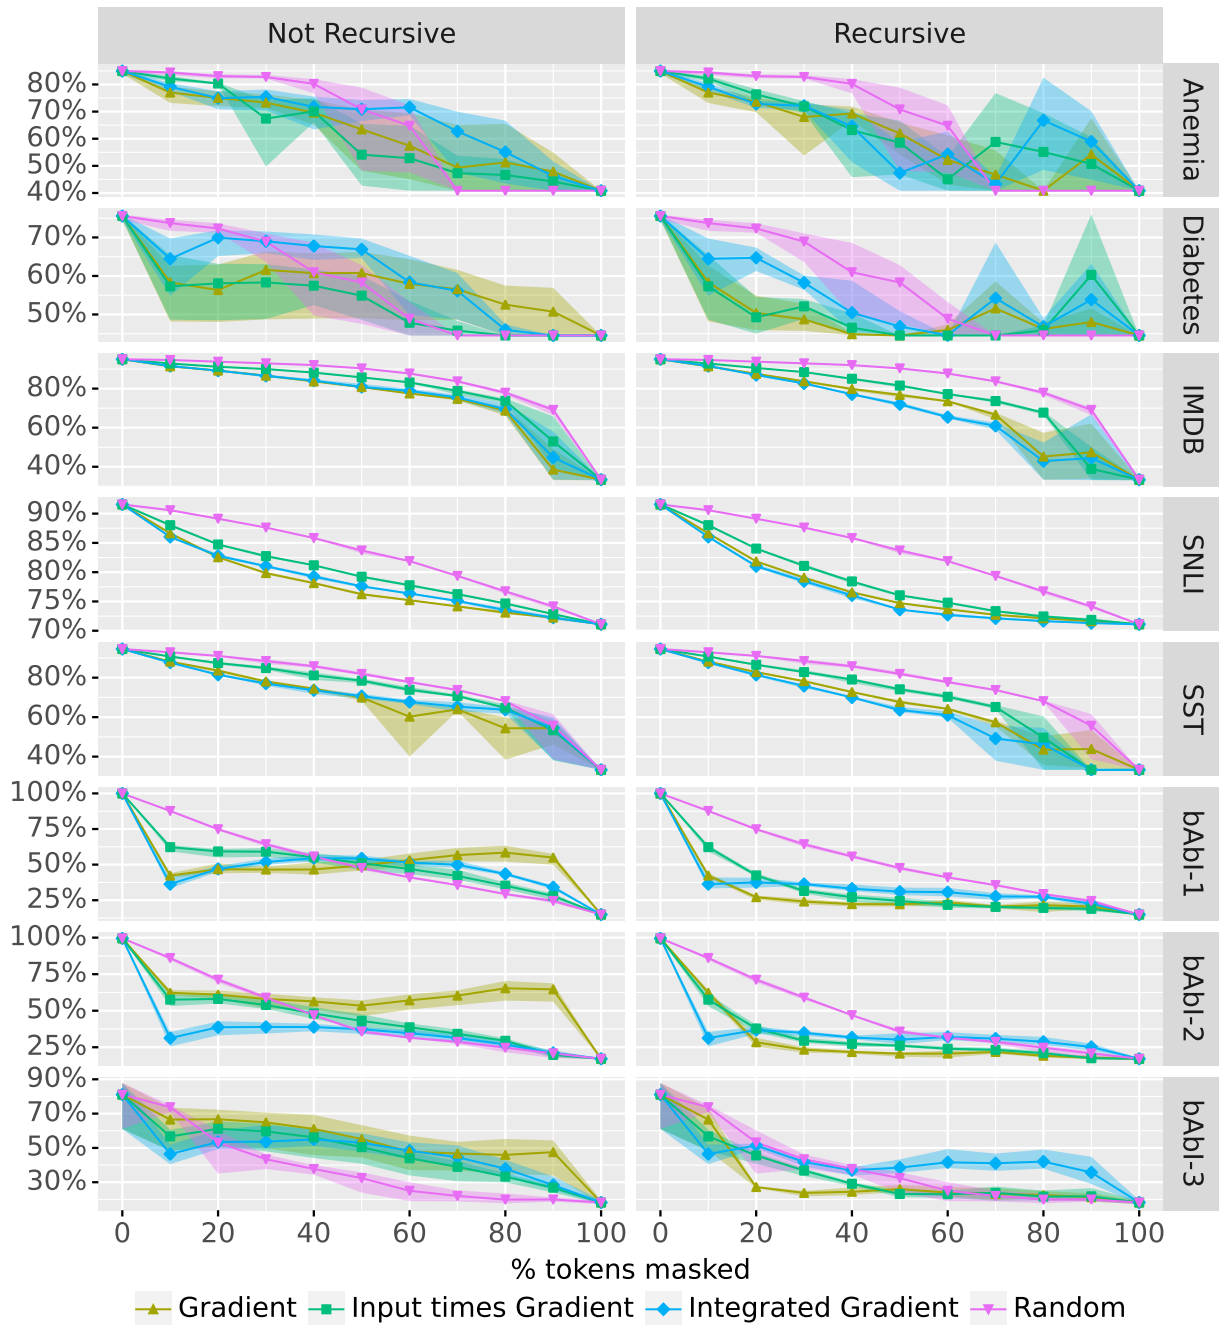 Not Recursive
Recursive
80%
70%
60%
50%
40%
Anemia
70%
60%
50%
Diabetes
80%
60%
40%
IMDB
90%
85%
80%
75%
70%
SNLI
80%
60%
40%
SST
100%
75%
50%
25%
bAbI-1
100%
75%
50%
25%
bAbI-2
90%
70%
50%
30%
bAbI-3
0 20 40 60 80 100
0 20 40 60 80 100
% tokens masked
Gradient Input times Gradient Integrated Gradient Random